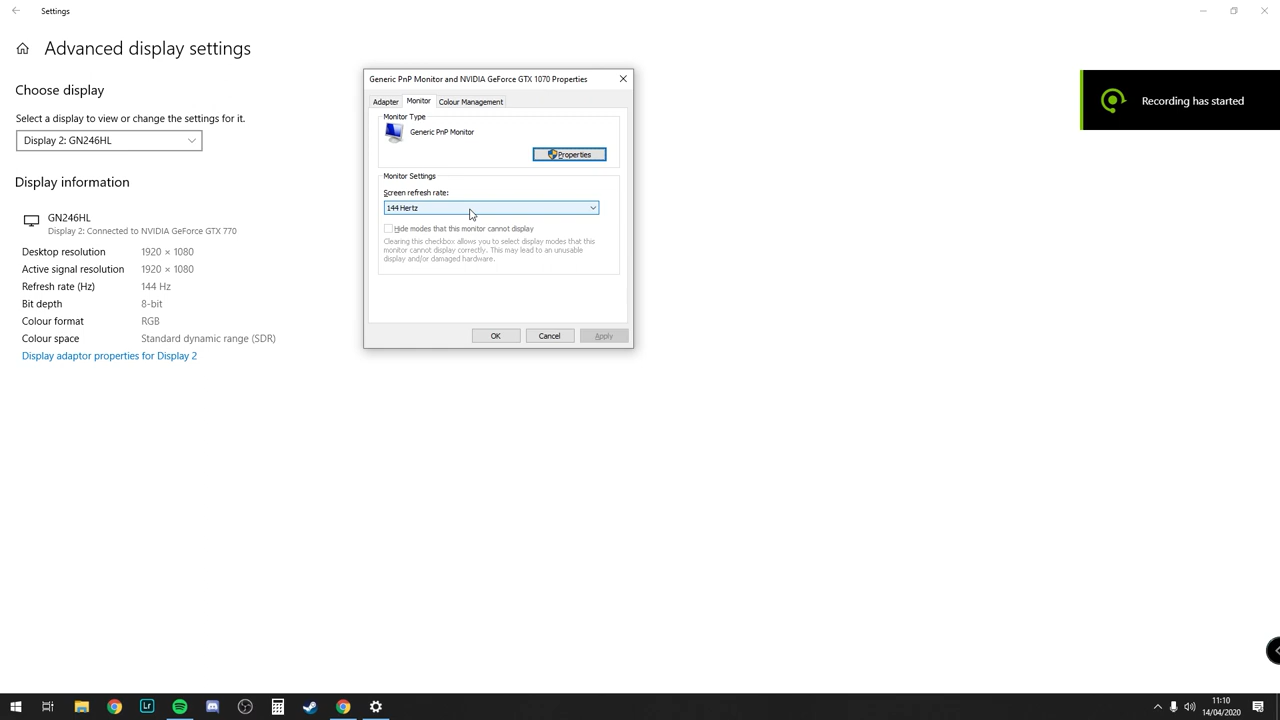 Settings
Advanced display settings
Choose display
Select a display to view or change the settings for it.
Display 2: GN246HL
Display information
GN246HL
Display 2: Connected to NVIDIA GeForce GTX 770
Desktop resolution 1920 × 1080
Active signal resolution 1920 × 1080
Refresh rate (Hz) 144 Hz
Bit depth 8-bit
Colour format RGB
Colour space Standard dynamic range (SDR)
Display adaptor properties for Display 2
Generic PnP Monitor and NVIDIA GeForce GTX 1070 Properties
Adapter Monitor Colour Management
Monitor Type
Generic PnP Monitor
Properties
Monitor Settings
Screen refresh rate:
144 Hertz
Hide modes that this monitor cannot display
Clearing this checkbox allows you to select display modes that this
monitor cannot display correctly. This may lead to an unusable
display and/or damaged hardware.
OK Cancel Apply
Recording has started
Lr
11:10
14/04/2020